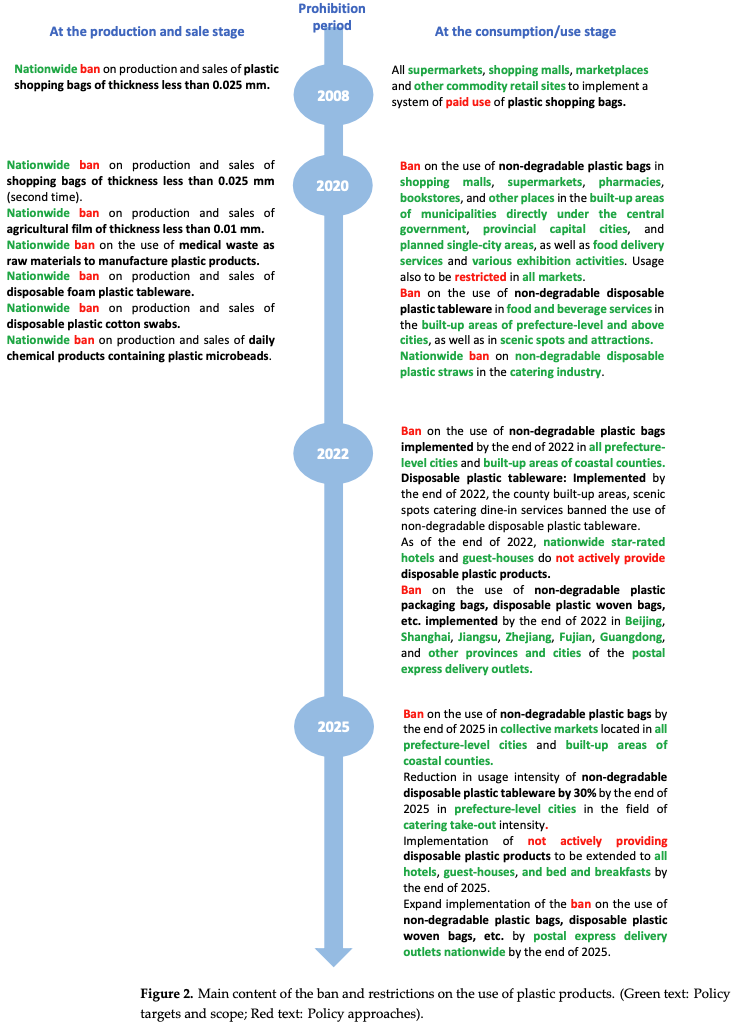 Prohibition
period
At the production and sale stage
At the consumption/use stage
Nationwide ban on production and sales of plastic
shopping bags of thickness less than 0.025 mm.
2008
All supermarkets, shopping malls, marketplaces
and other commodity retail sites to implement a
system of paid use of plastic shopping bags.
Nationwide ban on production and sales of
shopping bags of thickness less than 0.025 mm
(second time).
Nationwide ban on production and sales of
agricultural film of thickness less than 0.01 mm.
Nationwide ban on the use of medical waste as
raw materials to manufacture plastic products.
Nationwide ban on production and sales of
disposable foam plastic tableware.
Nationwide ban on production and sales of
disposable plastic cotton swabs.
Nationwide ban on production and sales of daily
chemical products containing plastic microbeads.
2020
Ban on the use of non-degradable plastic bags in
shopping malls, supermarkets, pharmacies,
bookstores, and other places in the built-up areas
of municipalities directly under the central
government, provincial capital cities, and
planned single-city areas, as well as food delivery
services and various exhibition activities. Usage
also to be restricted in all markets.
Ban on the use of non-degradable disposable
plastic tableware in food and beverage services in
the built-up areas of prefecture-level and above
cities, as well as in scenic spots and attractions.
Nationwide ban on non-degradable disposable
plastic straws in the catering industry.
2022
Ban on the use of non-degradable plastic bags
implemented by the end of 2022 in all prefecture-
level cities and built-up areas of coastal counties.
Disposable plastic tableware: Implemented by
the end of 2022, the county built-up areas, scenic
spots catering dine-in services banned the use of
non-degradable disposable plastic tableware.
As of the end of 2022, nationwide star-rated
hotels and guest-houses do not actively provide
disposable plastic products.
Ban on the use of non-degradable plastic
packaging bags, disposable plastic woven bags,
etc. implemented by the end of 2022 in Beijing,
Shanghai, Jiangsu, Zhejiang, Fujian, Guangdong,
and other provinces and cities of the postal
express delivery outlets.
2025
Ban on the use of non-degradable plastic bags by
the end of 2025 in collective markets located in all
prefecture-level cities and built-up areas of
coastal counties.
Reduction in usage intensity of non-degradable
disposable plastic tableware by 30% by the end of
2025 in prefecture-level cities in the field of
catering take-out intensity.
Implementation of not actively providing
disposable plastic products to be extended to all
hotels, guest-houses, and bed and breakfasts by
the end of 2025.
Expand implementation of the ban on the use of
non-degradable plastic bags, disposable plastic
woven bags, etc. by postal express delivery
outlets nationwide by the end of 2025.
Figure 2. Main content of the ban and restrictions on the use of plastic products. (Green text: Policy
targets and scope; Red text: Policy approaches).